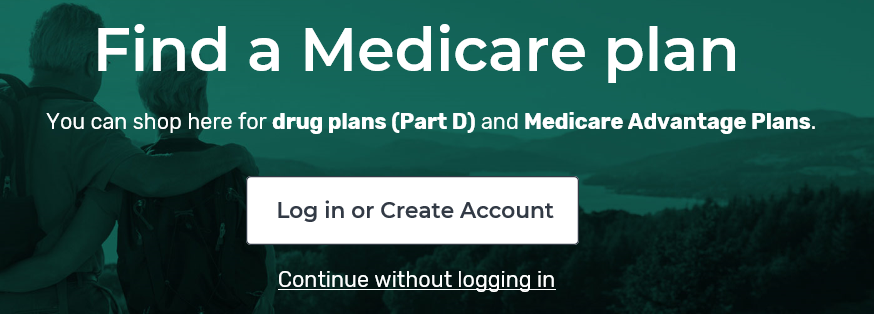 Find a Medicare plan
You can shop here for drug plans (Part D) and Medicare Advantage Plans.
Log in or Create Account
Continue without logging in